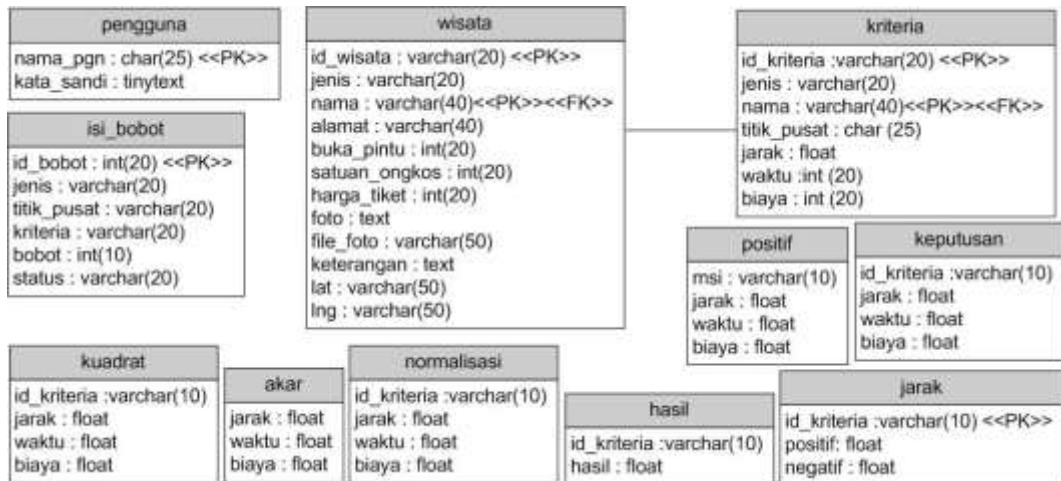 pengguna
nama_pgn : char(25) <<PK>>
kata_sandi : tinytext
isi_bobot
id_bobot : int(20) <<PK>>
jenis : varchar(20)
titik_pusat : varchar(20)
kriteria : varchar(20)
bobot : int(10)
status : varchar(20)
wisata
id_wisata : varchar(20) <<PK>>
jenis : varchar(20)
nama : varchar(40)<<PK>><<FK>>
alamat : varchar(40)
buka_pintu : int(20)
satuan_ongkos : int(20)
harga_tiket : int(20)
foto : text
file_foto : varchar(50)
keterangan : text
lat : varchar(50)
lng : varchar(50)
kriteria
id_kriteria :varchar(20) <<PK>>
jenis : varchar(20)
nama : varchar(40)<<PK>><<FK>>
titik_pusat : char (25)
jarak : float
waktu :int (20)
biaya : int (20)
positif
msi : varchar(10)
jarak : float
waktu : float
biaya : float
keputusan
id_kriteria :varchar(10)
jarak : float
waktu : float
biaya : float
kuadrat
id_kriteria :varchar(10)
jarak : float
waktu : float
biaya : float
akar
jarak : float
waktu : float
biaya : float
normalisasi
id_kriteria :varchar(10)
jarak : float
waktu : float
biaya : float
hasil
id_kriteria :varchar(10)
hasil : float
jarak
id_kriteria :varchar(10) <<PK>>
positif: float
negatif : float